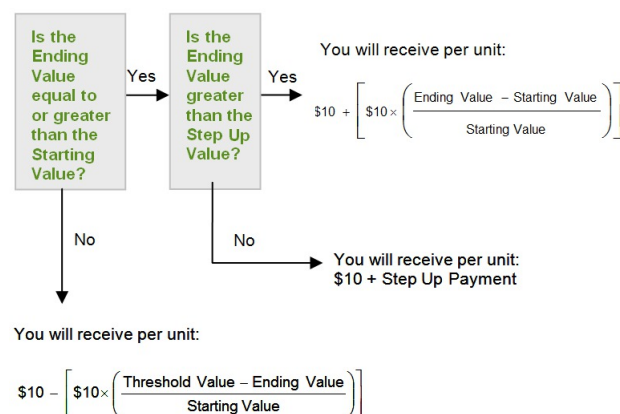 Is the
Ending
Value
equal to
or greater
than the
Starting
Value?
Yes
Is the
Ending
Value
greater
than the
Step Up
Value?
Yes
You will receive per unit:
$10 + [ $10 × ( Ending Value – Starting Value
Starting Value ) ]
No
No
You will receive per unit:
$10 + Step Up Payment
You will receive per unit:
$10 – [ $10× ( Threshold Value – Ending Value
Starting Value ) ]